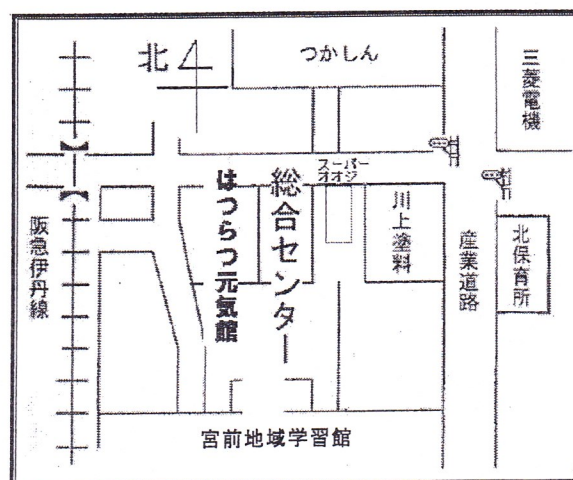 北
つかしん
三菱電機
スーパー
オオジ
総合センター
はつらつ元気館
川上塗料
産業道路
北保育所
阪急伊丹線
宮前地域学習館